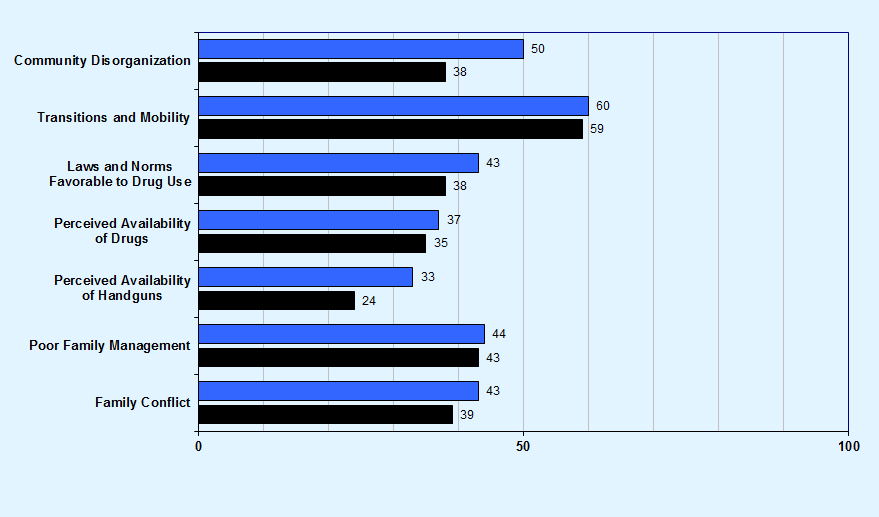 Community Disorganization
50
38
Transitions and Mobility
60
59
Laws and Norms
Favorable to Drug Use
43
38
Perceived Availability
of Drugs
37
35
Perceived Availability
of Handguns
33
24
Poor Family Management
44
43
Family Conflict
43
39
0 50 100